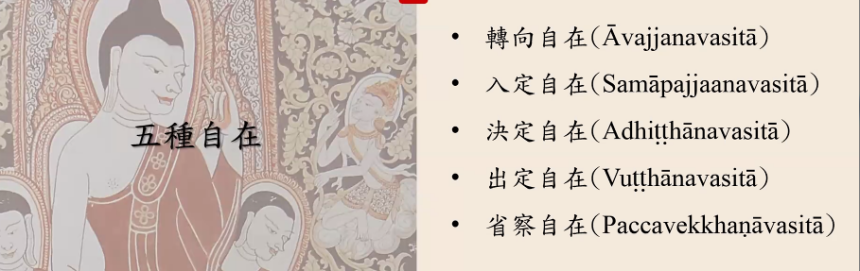 五種自在
• 轉向自在(Āvajjanavasitā)
• 入定自在(Samāpajjaanavasitā)
• 決定自在(Adhiṭṭhānavasitā)
• 出定自在(Vuṭṭhānavasitā)
• 省察自在(Paccavekkhaṇāvasitā)